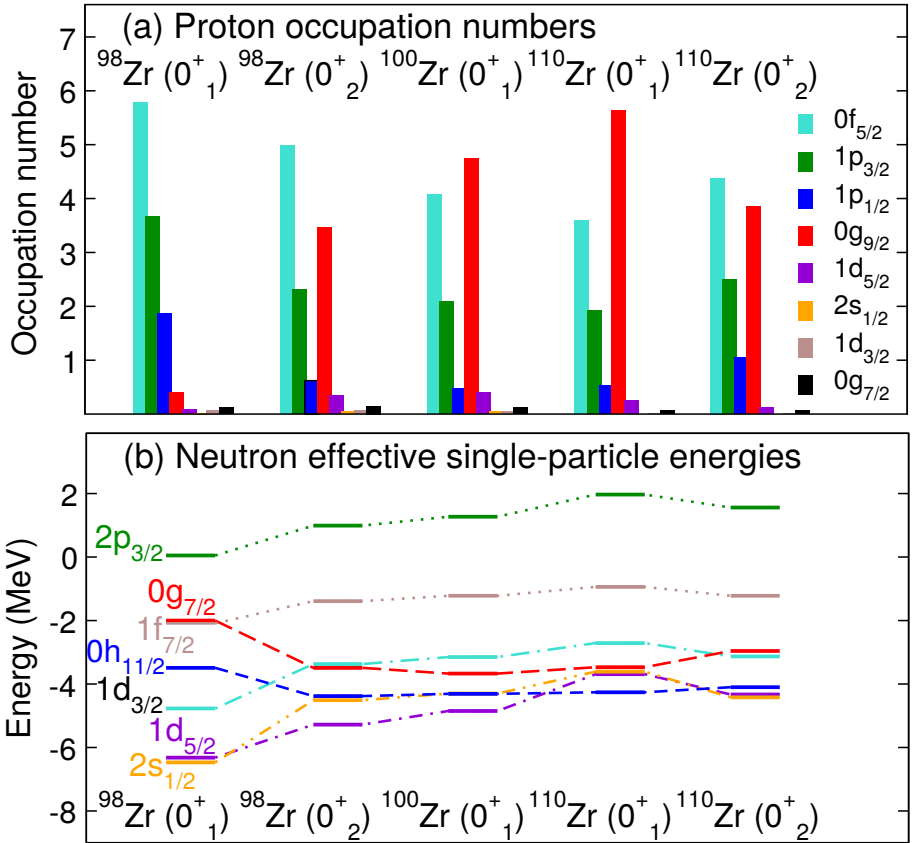 (a) Proton occupation numbers
⁹⁸Zr (0⁺₁) ⁹⁸Zr (0⁺₂) ¹⁰⁰Zr (0⁺₁) ¹¹⁰Zr (0⁺₁) ¹¹⁰Zr (0⁺₂)
Occupation number
7
6
5
4
3
2
1
0f5/2
1p3/2
1p1/2
0g9/2
1d5/2
2s1/2
1d3/2
0g7/2
(b) Neutron effective single-particle energies
Energy (MeV)
2
0
-2
-4
-6
-8
2p3/2
0g7/2
1f7/2
0h11/2
1d3/2
1d5/2
2s1/2
⁹⁸Zr (0⁺₁) ⁹⁸Zr (0⁺₂) ¹⁰⁰Zr (0⁺₁) ¹¹⁰Zr (0⁺₁) ¹¹⁰Zr (0⁺₂)